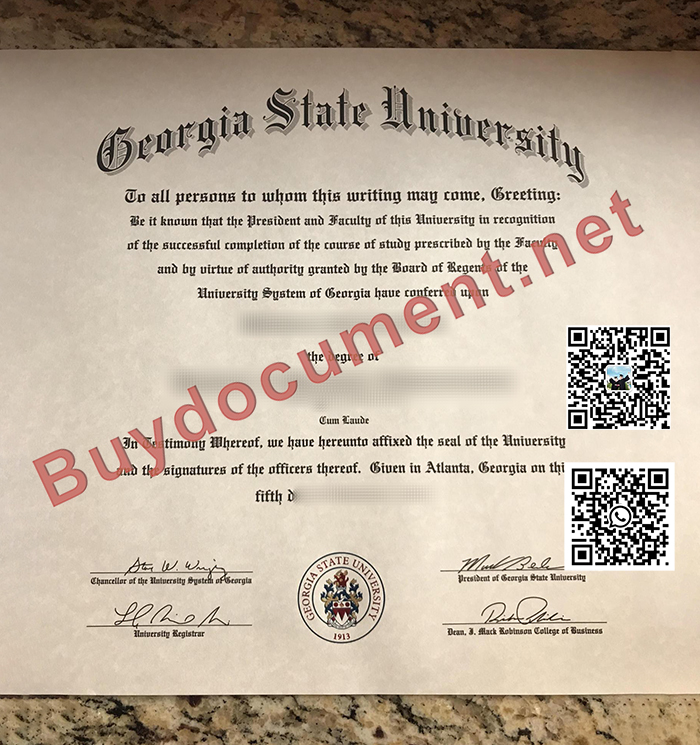 Georgia State University
To all persons to whom this writing may come, Greeting:
Be it known that the President and Faculty of this University in recognition
of the successful completion of the course of study prescribed by the Faculty
and by virtue of authority granted by the Board of Regents of the
University System of Georgia have conferred upon
the degree of
Cum Laude
In Testimony Whereof, we have hereunto affixed the seal of the University
and the signatures of the officers thereof. Given in Atlanta, Georgia on thi
fifth d
Buydocument.net
Chancellor of the University System of Georgia
President of Georgia State University
University Registrar
Dean, J. Mack Robinson College of Business
GEORGIA STATE UNIVERSITY
1913